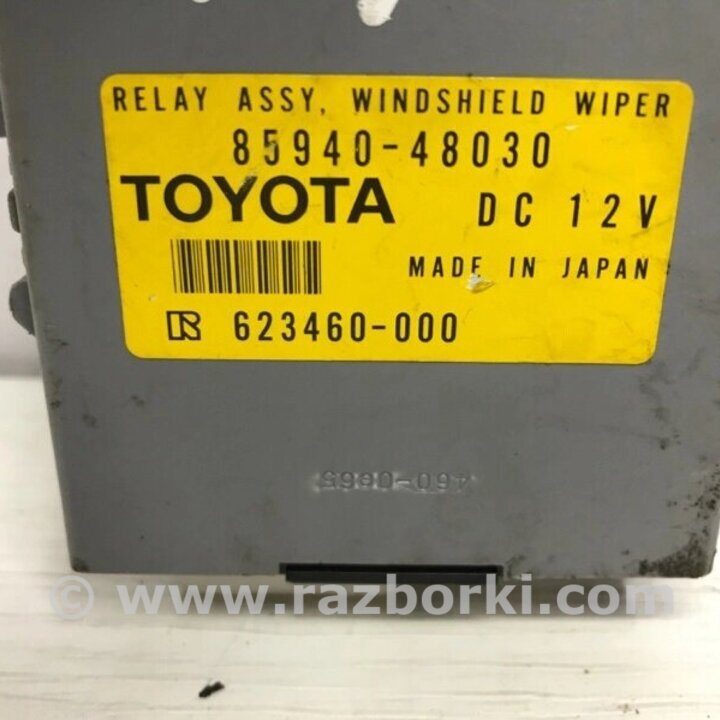 RELAY ASSY, WINDSHIELD WIPER
85940-48030
TOYOTA DC 12V
MADE IN JAPAN
R 623460-000
© www.razborki.com